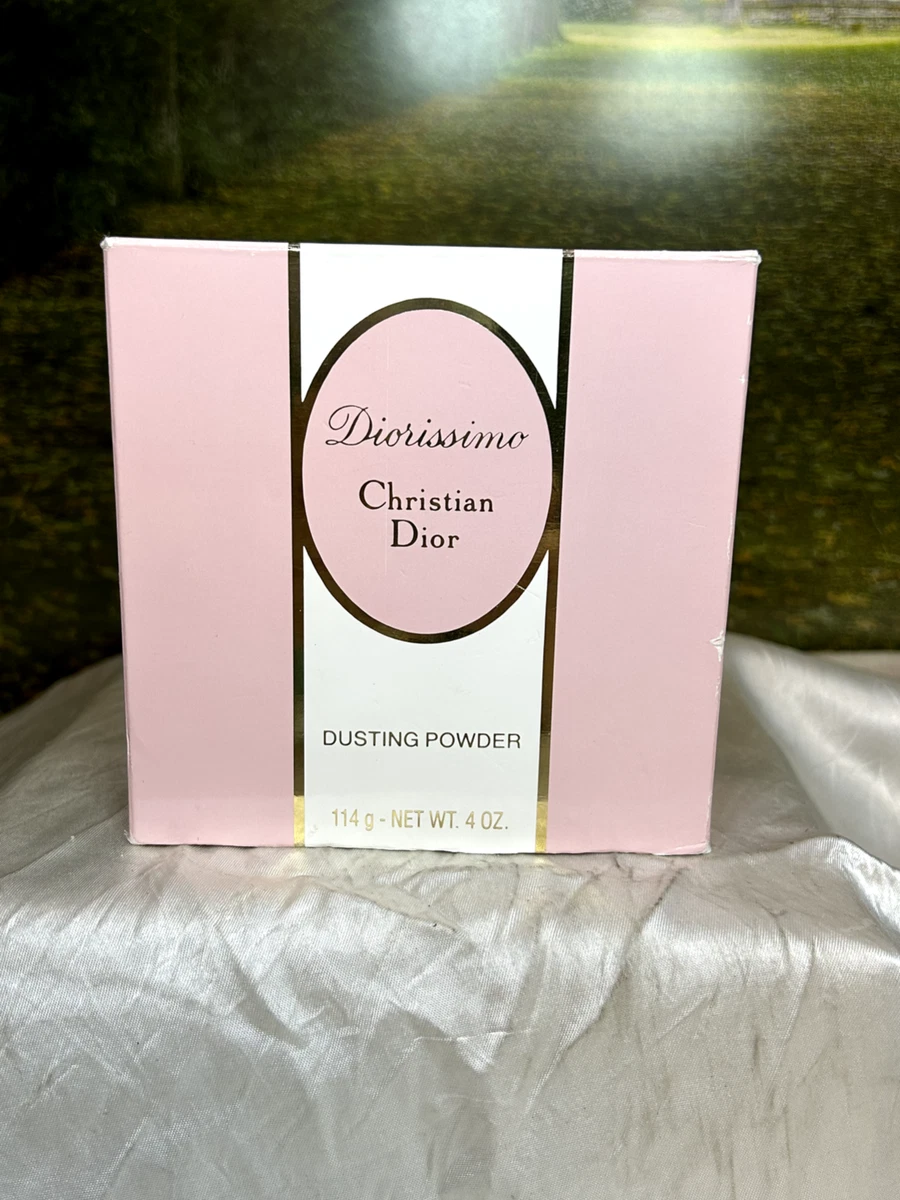 Diorissimo
Christian
Dior
DUSTING POWDER
114 g - NET WT. 4 OZ.